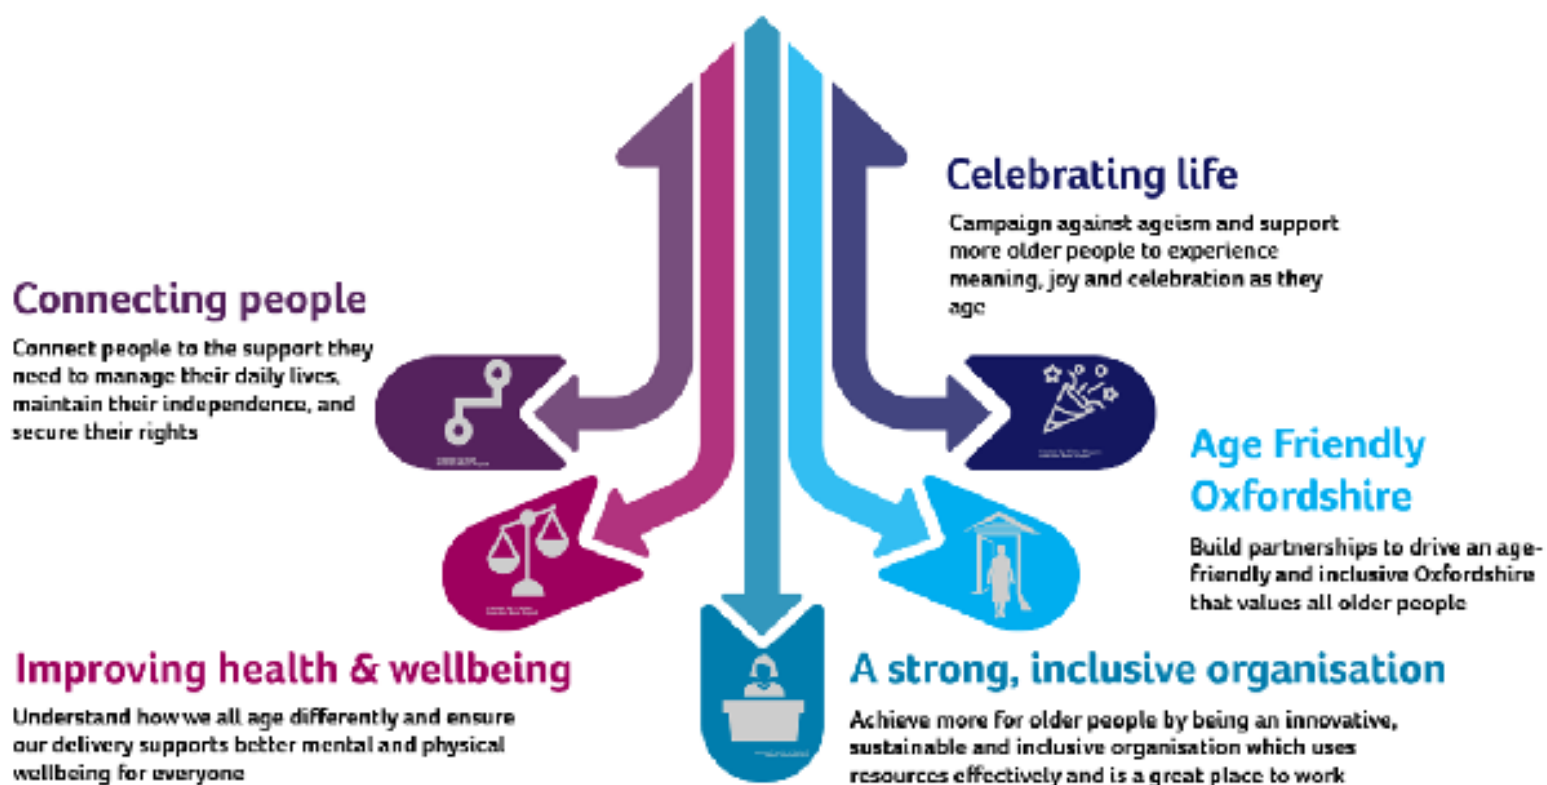 Celebrating life
Campaign against ageism and support
more older people to experience
meaning, joy and celebration as they
age
Connecting people
Connect people to the support they
need to manage their daily lives,
maintain their independence, and
secure their rights
Age Friendly
Oxfordshire
Build partnerships to drive an age-
friendly and inclusive Oxfordshire
that values all older people
Improving health & wellbeing
Understand how we all age differently and ensure
our delivery supports better mental and physical
wellbeing for everyone
A strong, inclusive organisation
Achieve more for older people by being an innovative,
sustainable and inclusive organisation which uses
resources effectively and is a great place to work